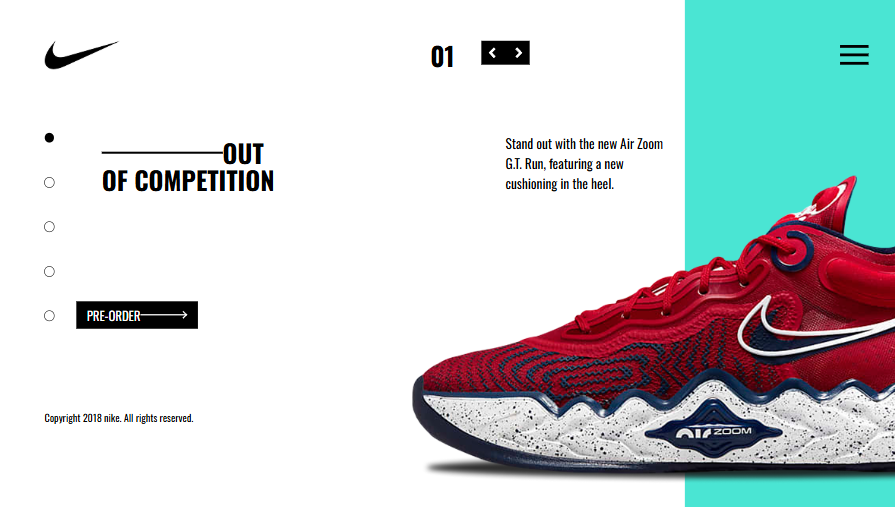 01
OUT
OF COMPETITION
Stand out with the new Air Zoom
G.T. Run, featuring a new
cushioning in the heel.
PRE-ORDER
air ZOOM
Copyright 2018 nike. All rights reserved.